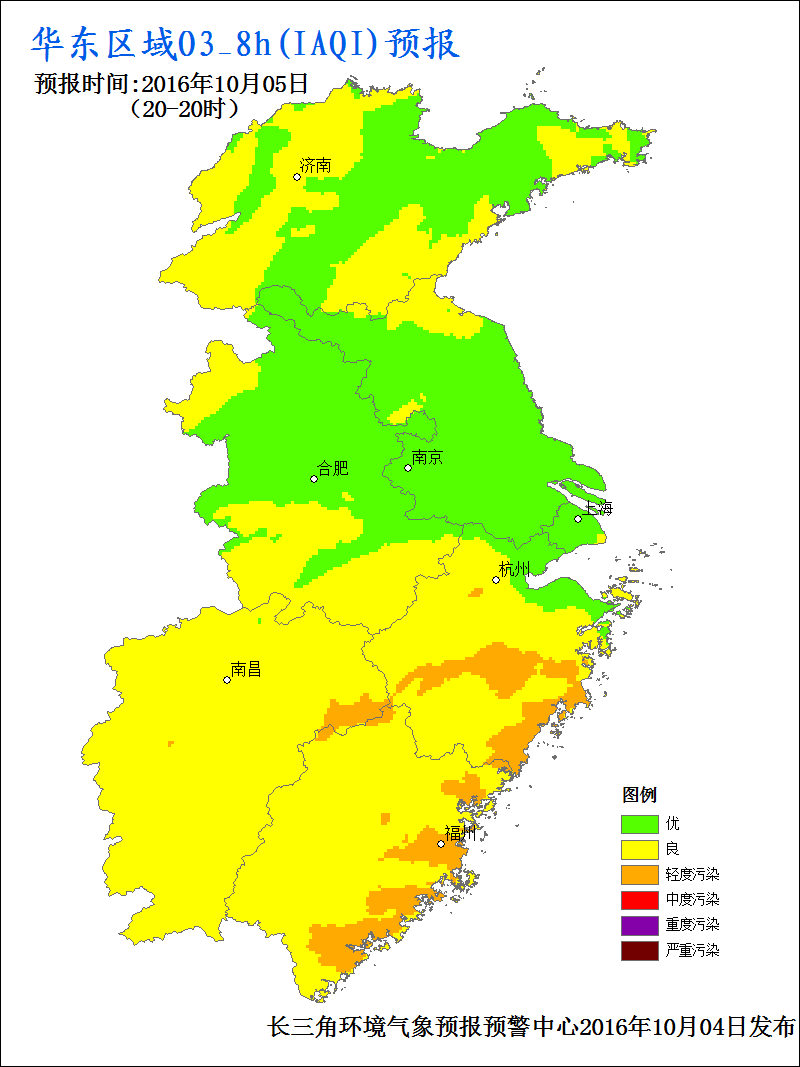 华东区域O3_8h(IAQI)预报
预报时间:2016年10月05日
(20-20时)
济南
合肥
南京
上海
杭州
南昌
福州
图例
优
良
轻度污染
中度污染
重度污染
严重污染
长三角环境气象预报预警中心2016年10月04日发布